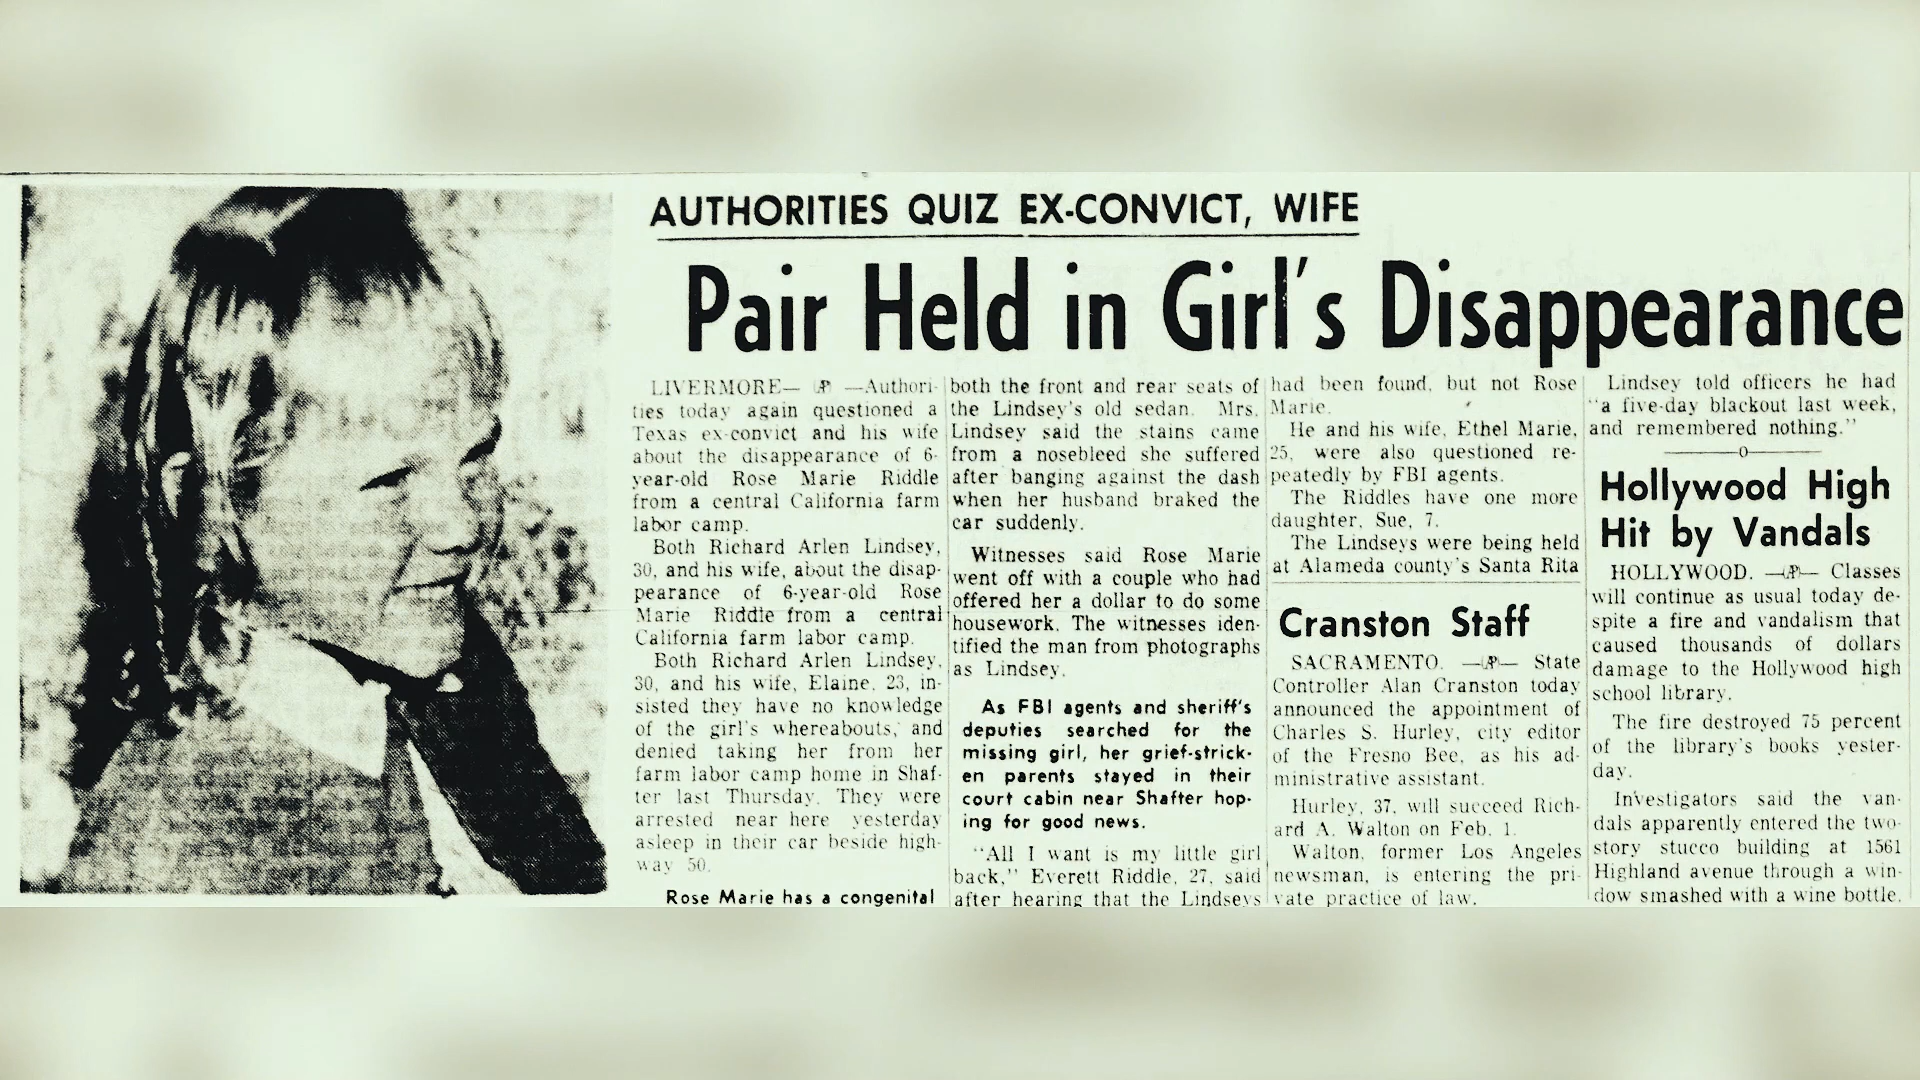 AUTHORITIES QUIZ EX-CONVICT, WIFE
Pair Held in Girl's Disappearance
LIVERMORE— AP —Authori-
ties today again questioned a
Texas ex-convict and his wife
about the disappearance of 6-
year-old Rose Marie Riddle
from a central California farm
labor camp.
Both Richard Arlen Lindsey,
30, and his wife, about the disap-
pearance of 6-year-old Rose
Marie Riddle from a central
California farm labor camp.
Both Richard Arlen Lindsey,
30, and his wife, Elaine, 23, in-
sisted they have no knowledge
of the girl's whereabouts, and
denied taking her from her
farm labor camp home in Shaf-
ter last Thursday. They were
arrested near here yesterday
asleep in their car beside high-
way 50.
Rose Marie has a congenital
both the front and rear seats of
the Lindsey's old sedan. Mrs.
Lindsey said the stains came
from a nosebleed she suffered
after banging against the dash
when her husband braked the
car suddenly.
Witnesses said Rose Marie
went off with a couple who had
offered her a dollar to do some
housework. The witnesses iden-
tified the man from photographs
as Lindsey.
As FBI agents and sheriff's
deputies searched for the
missing girl, her grief-strick-
en parents stayed in their
court cabin near Shafter hop-
ing for good news.
"All I want is my little girl
back," Everett Riddle, 27, said
after hearing that the Lindseys
had been found, but not Rose
Marie.
He and his wife, Ethel Marie,
25, were also questioned re-
peatedly by FBI agents.
The Riddles have one more
daughter, Sue, 7.
The Lindseys were being held
at Alameda county's Santa Rita
Cranston Staff
SACRAMENTO. —AP— State
Controller Alan Cranston today
announced the appointment of
Charles S. Hurley, city editor
of the Fresno Bee, as his ad-
ministrative assistant.
Hurley, 37, will succeed Rich-
ard A. Walton on Feb. 1.
Walton, former Los Angeles
newsman, is entering the pri-
vate practice of law.
Lindsey told officers he had
"a five-day blackout last week,
and remembered nothing."
Hollywood High
Hit by Vandals
HOLLYWOOD. —AP— Classes
will continue as usual today de-
spite a fire and vandalism that
caused thousands of dollars
damage to the Hollywood high
school library.
The fire destroyed 75 percent
of the library's books yester-
day.
Investigators said the van-
dals apparently entered the two-
story stucco building at 1561
Highland avenue through a win-
dow smashed with a wine bottle.